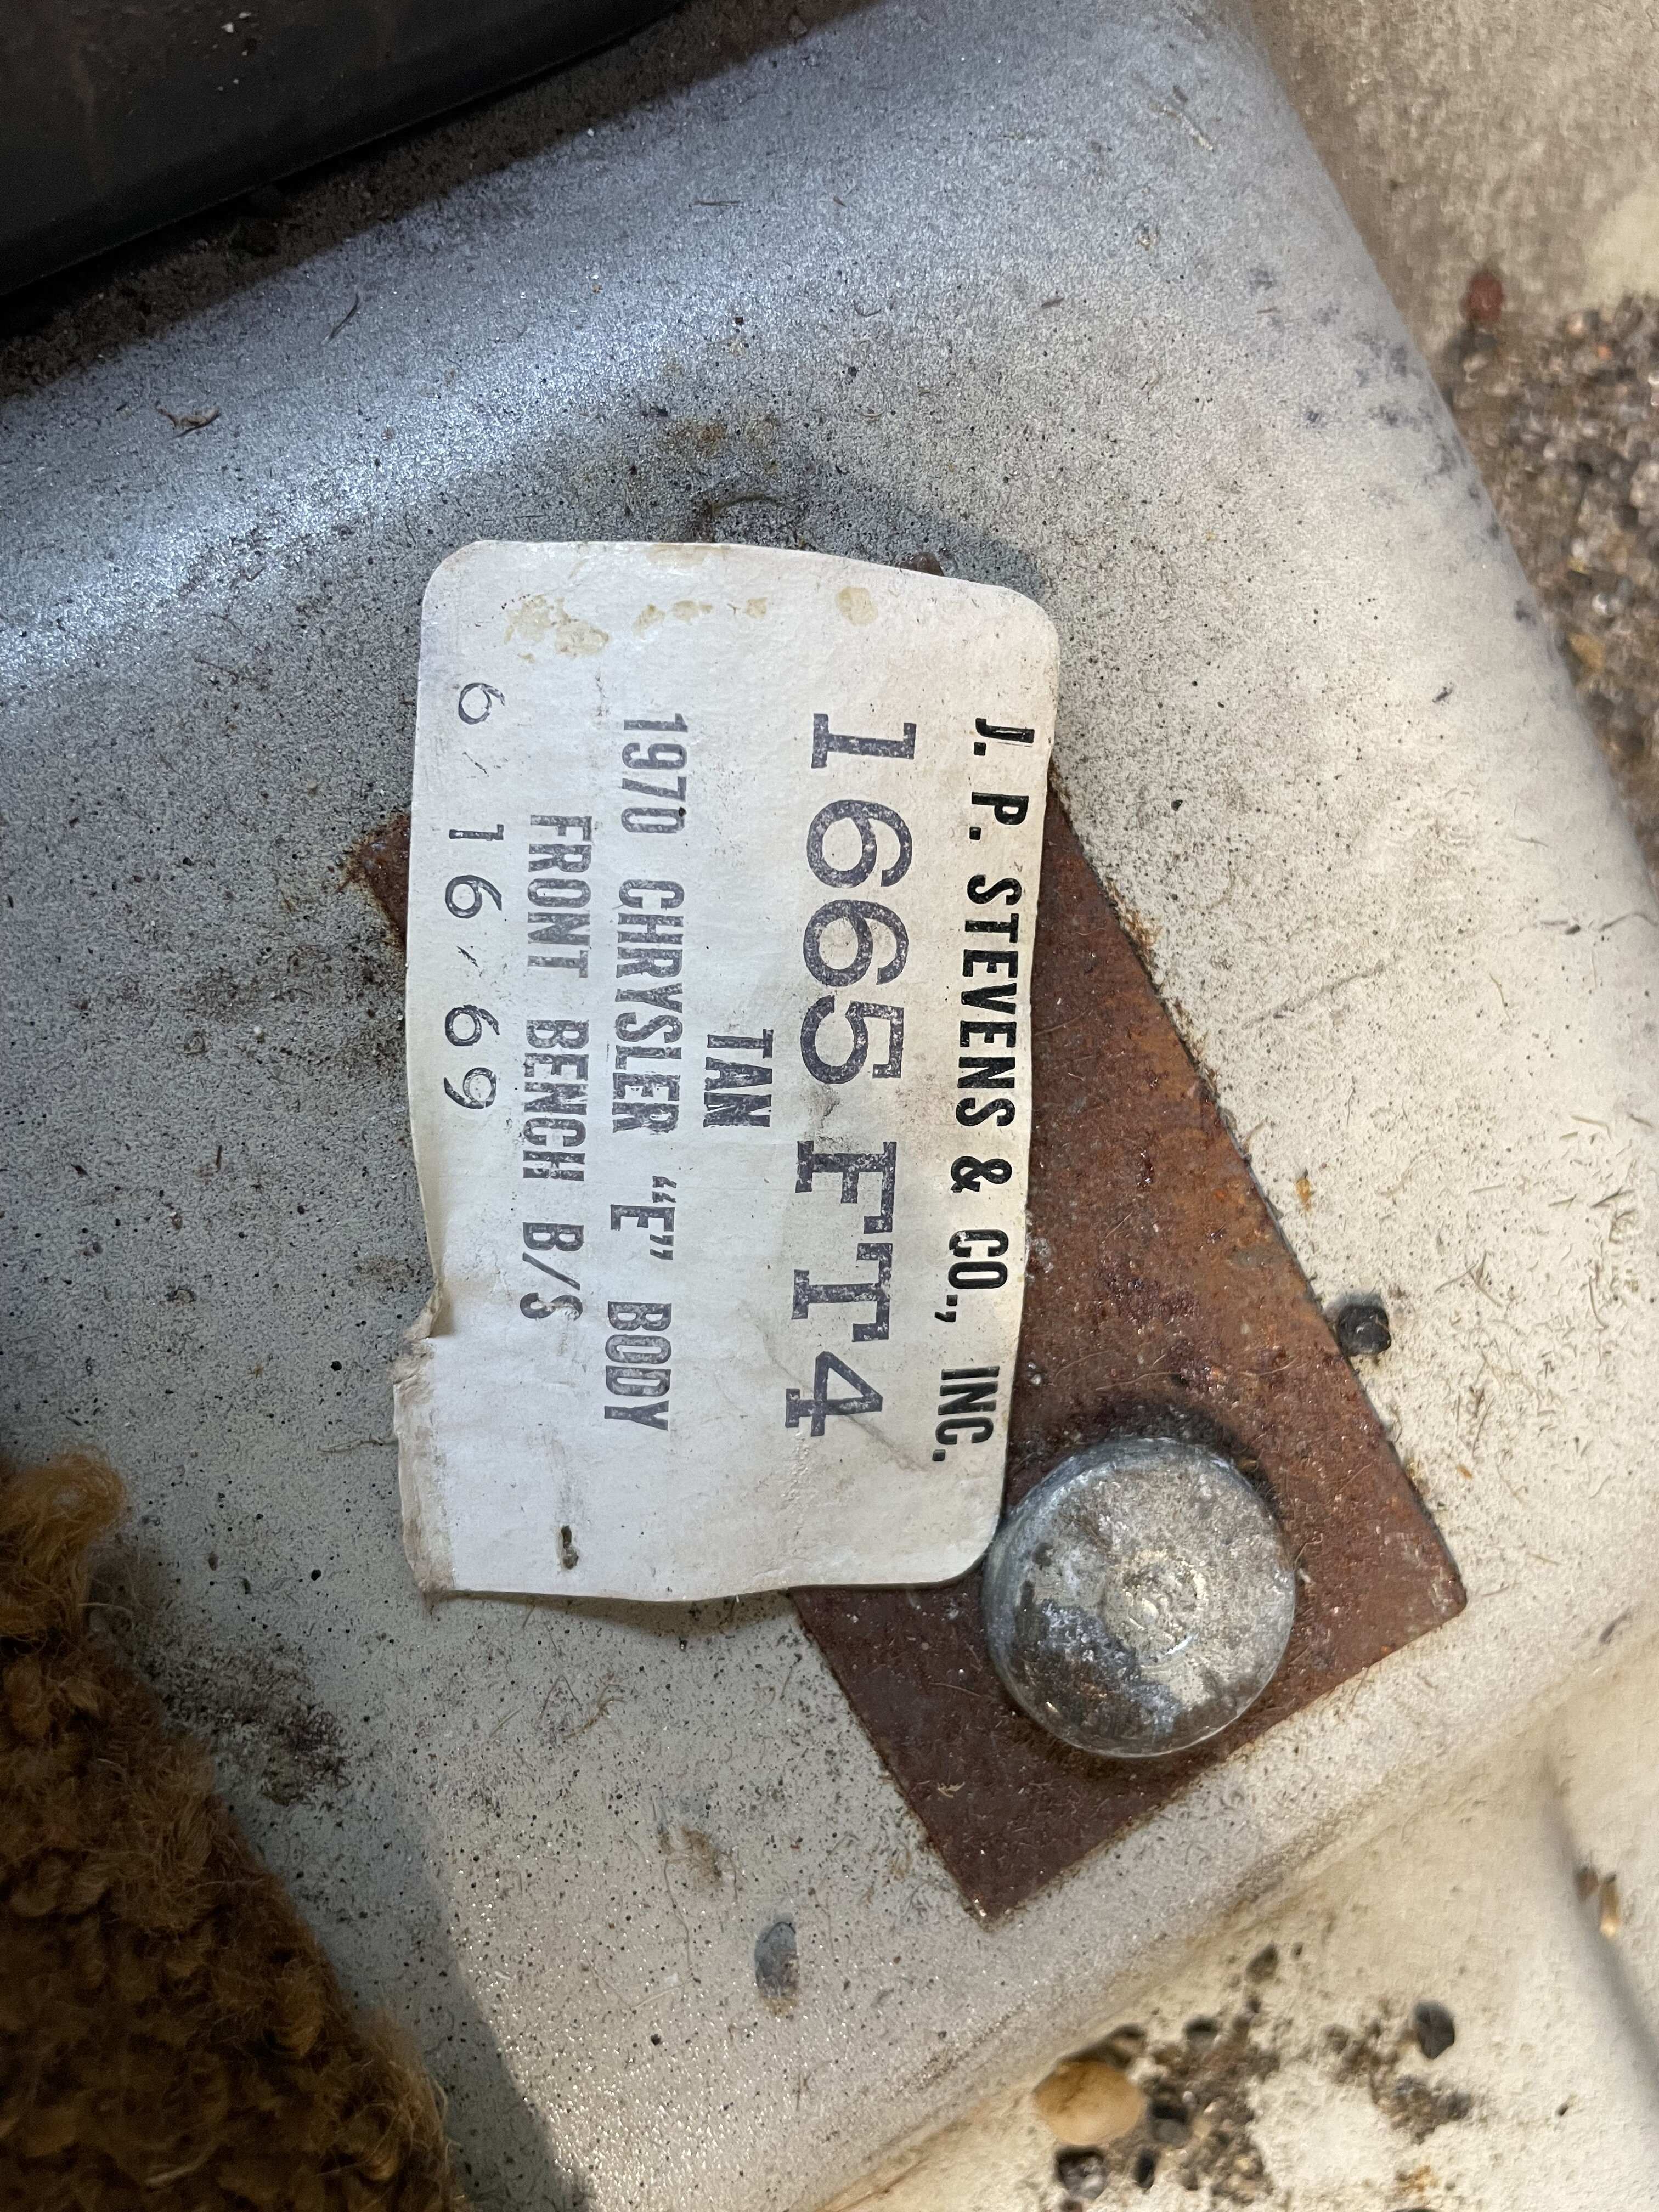 J. P. STEVENS & CO., INC.
1665 FT4
TAN
1970 CHRYSLER "E" BODY
FRONT BENCH B/S
6 16 69